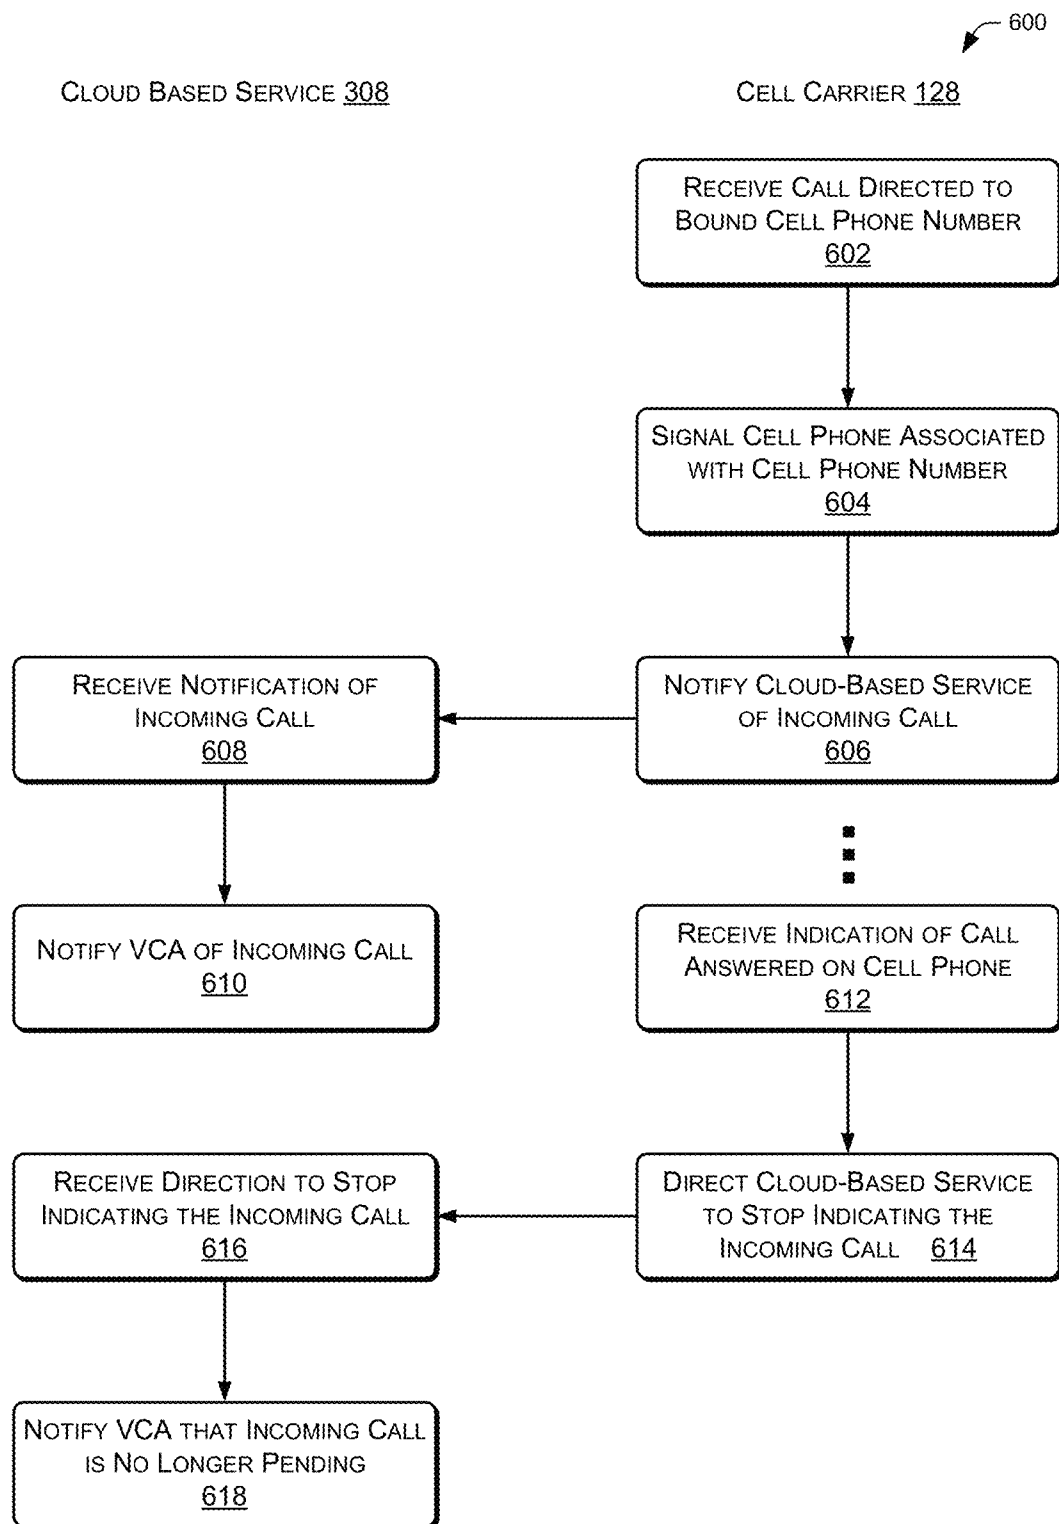 600
CLOUD BASED SERVICE 308
CELL CARRIER 128
RECEIVE CALL DIRECTED TO
BOUND CELL PHONE NUMBER
602
SIGNAL CELL PHONE ASSOCIATED
WITH CELL PHONE NUMBER
604
RECEIVE NOTIFICATION OF
INCOMING CALL
608
NOTIFY CLOUD-BASED SERVICE
OF INCOMING CALL
606
NOTIFY VCA OF INCOMING CALL
610
RECEIVE INDICATION OF CALL
ANSWERED ON CELL PHONE
612
RECEIVE DIRECTION TO STOP
INDICATING THE INCOMING CALL
616
DIRECT CLOUD-BASED SERVICE
TO STOP INDICATING THE
INCOMING CALL 614
NOTIFY VCA THAT INCOMING CALL
IS NO LONGER PENDING
618